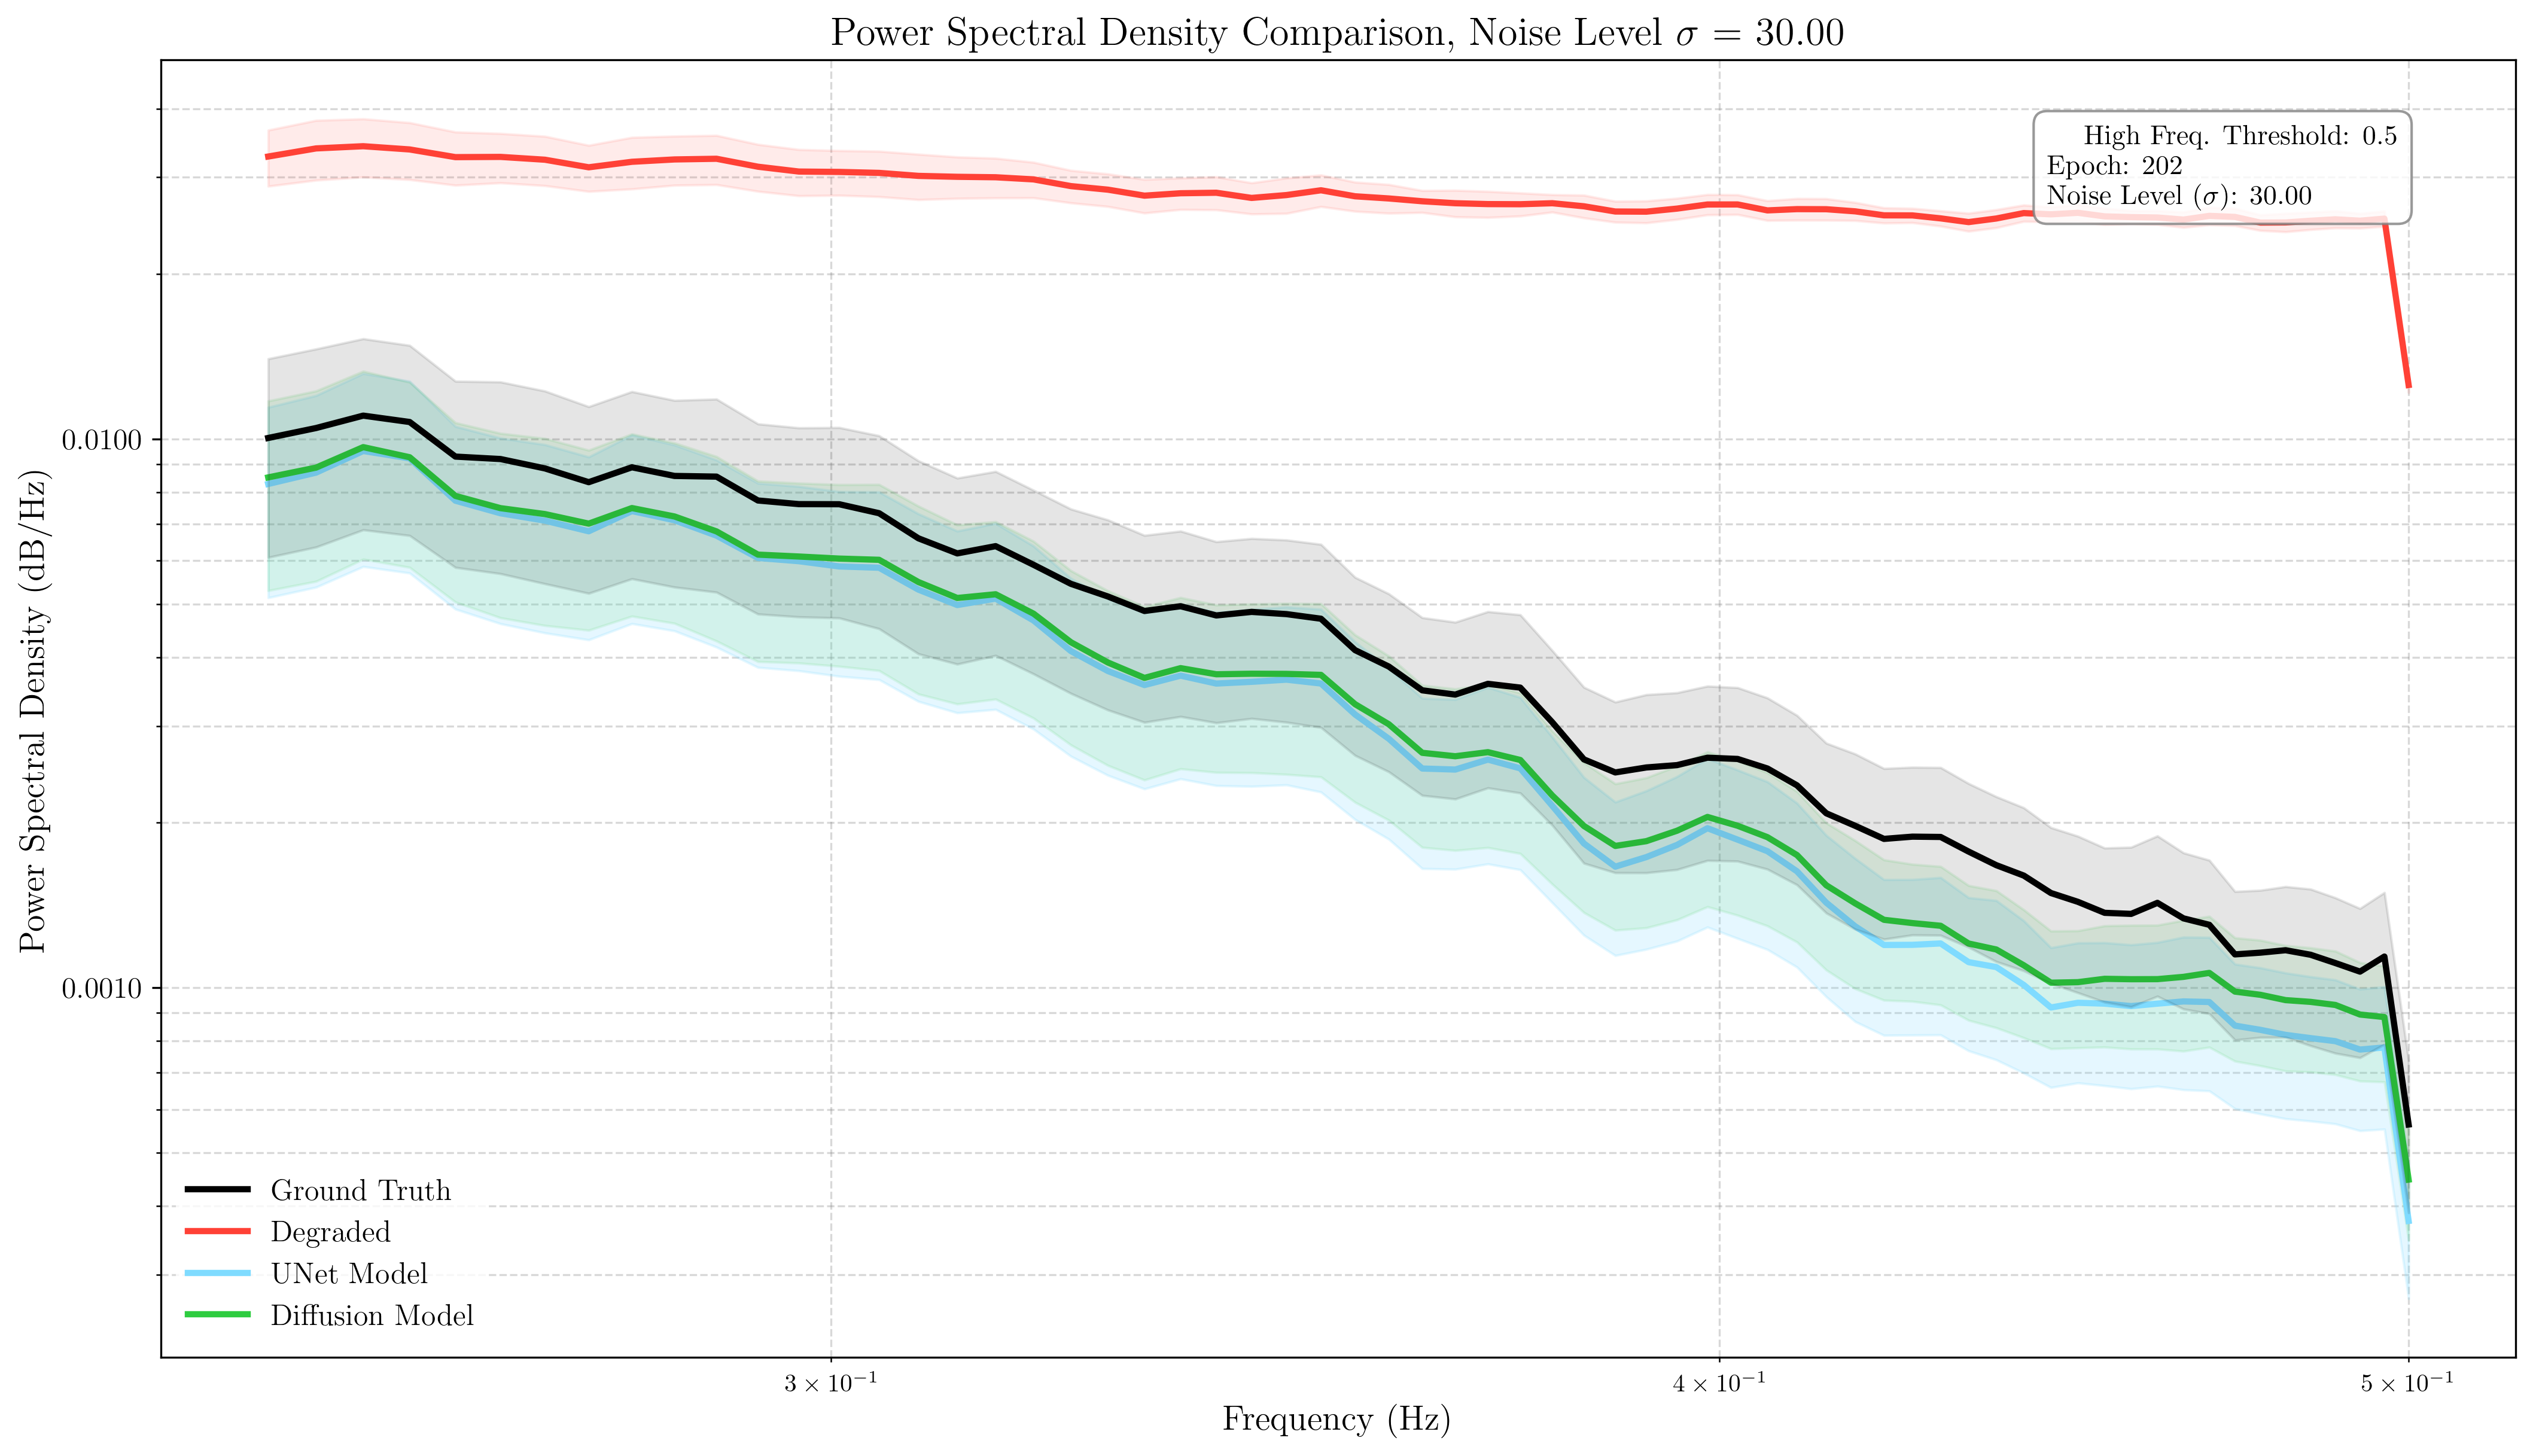 Power Spectral Density Comparison, Noise Level σ = 30.00
High Freq. Threshold: 0.5
Epoch: 202
Noise Level (σ): 30.00
Power Spectral Density (dB/Hz)
0.0100
0.0010
Ground Truth
Degraded
UNet Model
Diffusion Model
3 × 10⁻¹
4 × 10⁻¹
5 × 10⁻¹
Frequency (Hz)